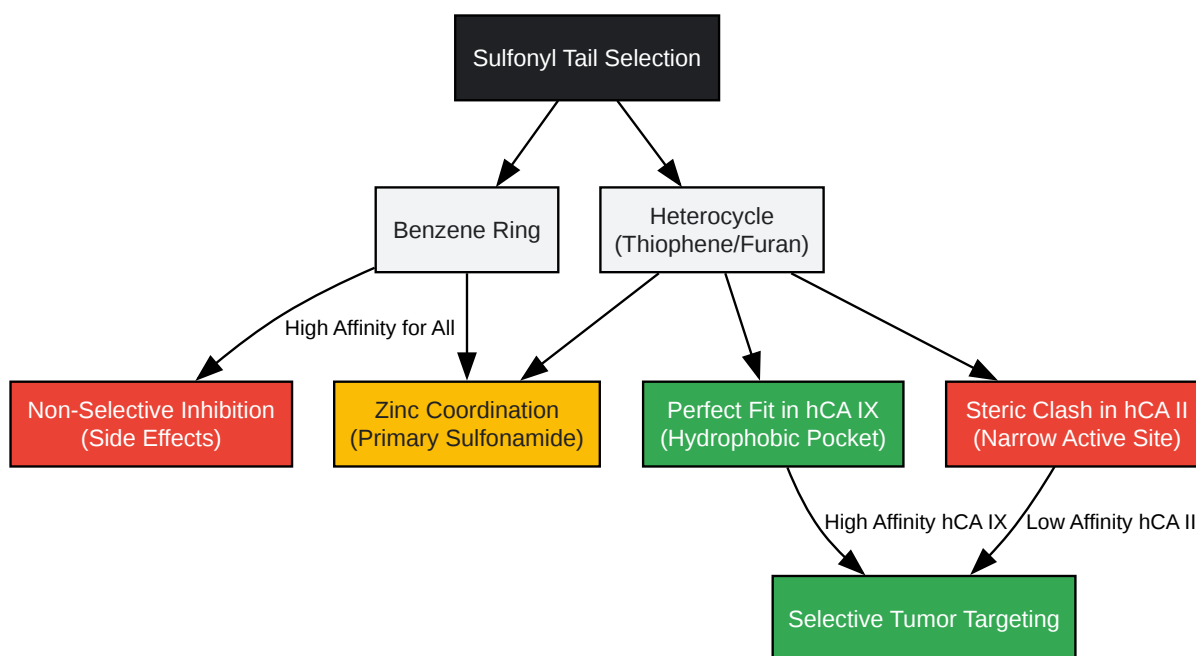 Sulfonyl Tail Selection
Benzene Ring
Heterocycle
(Thiophene/Furan)
High Affinity for All
Non-Selective Inhibition
(Side Effects)
Zinc Coordination
(Primary Sulfonamide)
Perfect Fit in hCA IX
(Hydrophobic Pocket)
Steric Clash in hCA II
(Narrow Active Site)
High Affinity hCA IX
Low Affinity hCA II
Selective Tumor Targeting